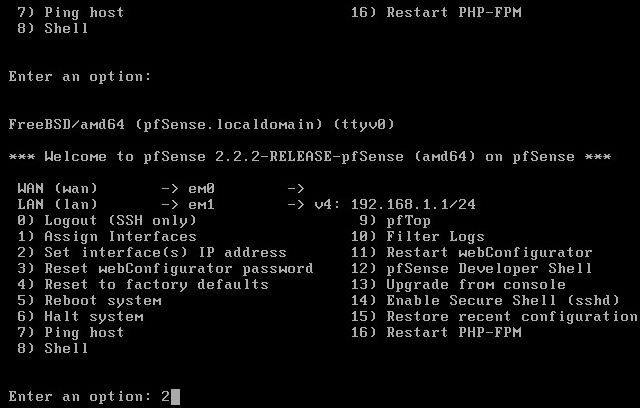 7) Ping host                          16) Restart PHP-FPM
 8) Shell
Enter an option:
FreeBSD/amd64 (pfSense.localdomain) (ttyv0)
*** Welcome to pfSense 2.2.2-RELEASE-pfSense (amd64) on pfSense ***
 WAN (wan)       -> em0        ->
 LAN (lan)       -> em1        -> v4: 192.168.1.1/24
 0) Logout (SSH only)                   9) pfTop
 1) Assign Interfaces                  10) Filter Logs
 2) Set interface(s) IP address        11) Restart webConfigurator
 3) Reset webConfigurator password     12) pfSense Developer Shell
 4) Reset to factory defaults          13) Upgrade from console
 5) Reboot system                      14) Enable Secure Shell (sshd)
 6) Halt system                        15) Restore recent configuration
 7) Ping host                          16) Restart PHP-FPM
 8) Shell
Enter an option: 2